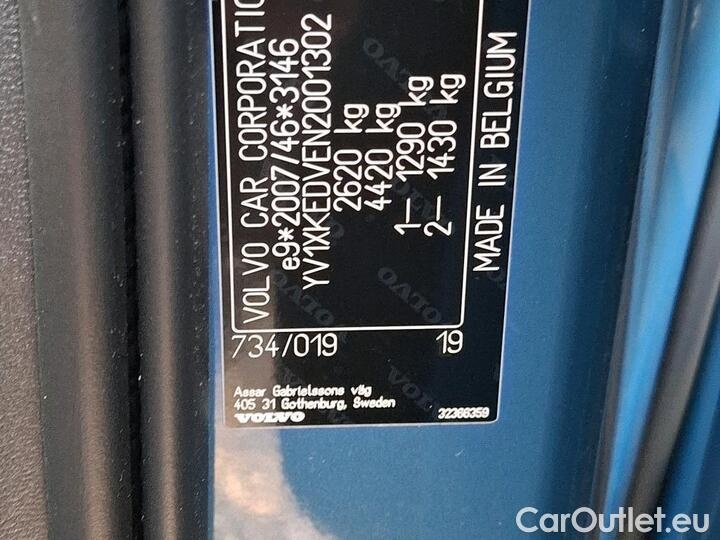 VOLVO CAR CORPORATION
e9*2007/46*3146
YV1XKEDVEN2001302
2620 kg
4420 kg
1— 1290 kg
2— 1430 kg
MADE IN BELGIUM
734/019 19
Assar Gabrielssons väg
405 31 Gothenburg, Sweden
VOLVO 32366359
CarOutlet.eu